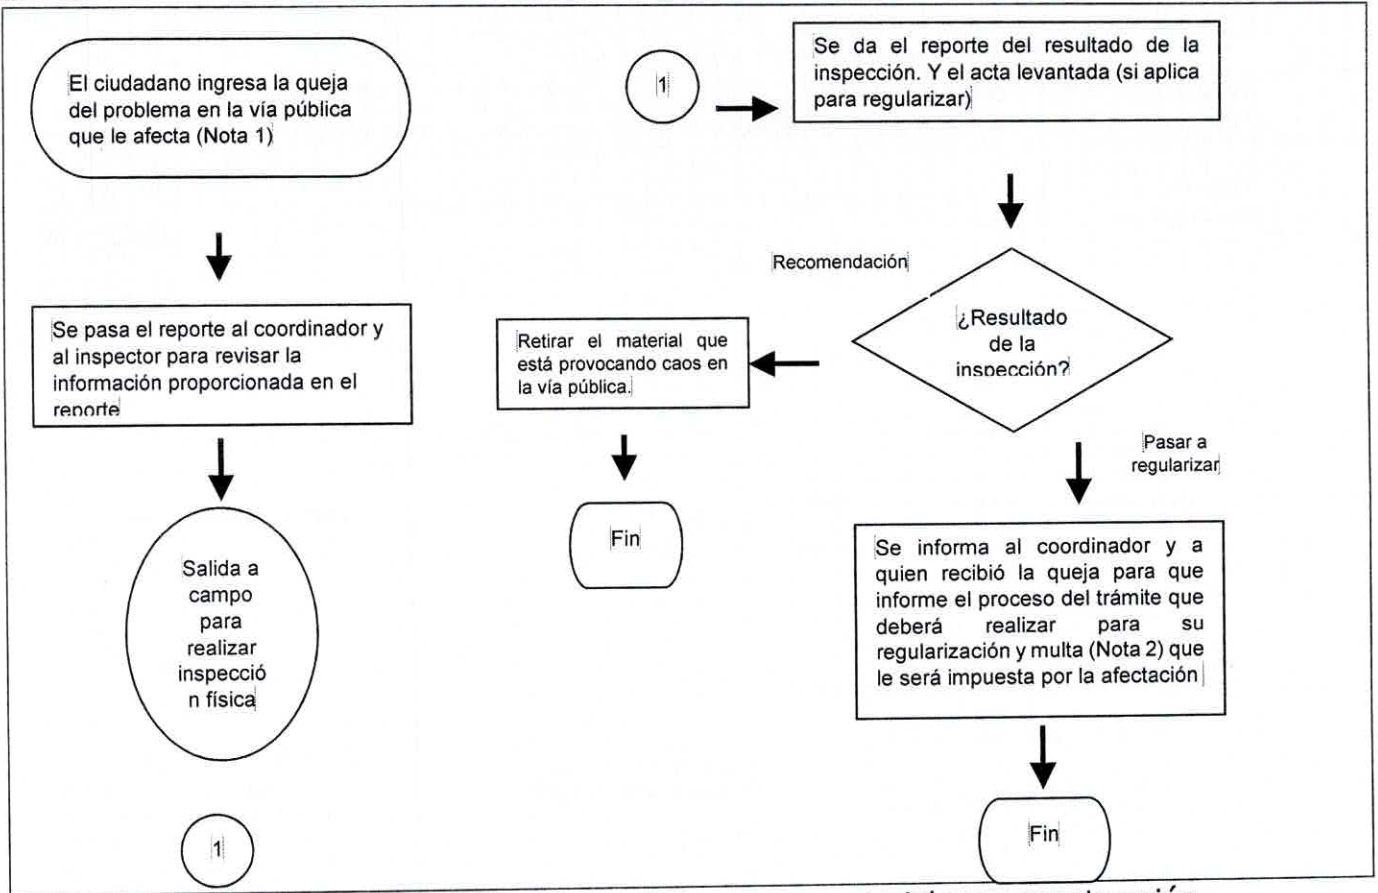 El ciudadano ingresa la queja
del problema en la vía pública
que le afecta (Nota 1)
Se pasa el reporte al coordinador y
al inspector para revisar la
información proporcionada en el
reporte
Salida a
campo
para
realizar
inspecció
n física
1
1
Se da el reporte del resultado de la
inspección. Y el acta levantada (si aplica
para regularizar)
Recomendación
¿Resultado
de la
inspección?
Retirar el material que
está provocando caos en
la vía pública.
Fin
Pasar a
regularizar
Se informa al coordinador y a
quien recibió la queja para que
informe el proceso del trámite que
deberá realizar para su
regularización y multa (Nota 2) que
le será impuesta por la afectación
Fin